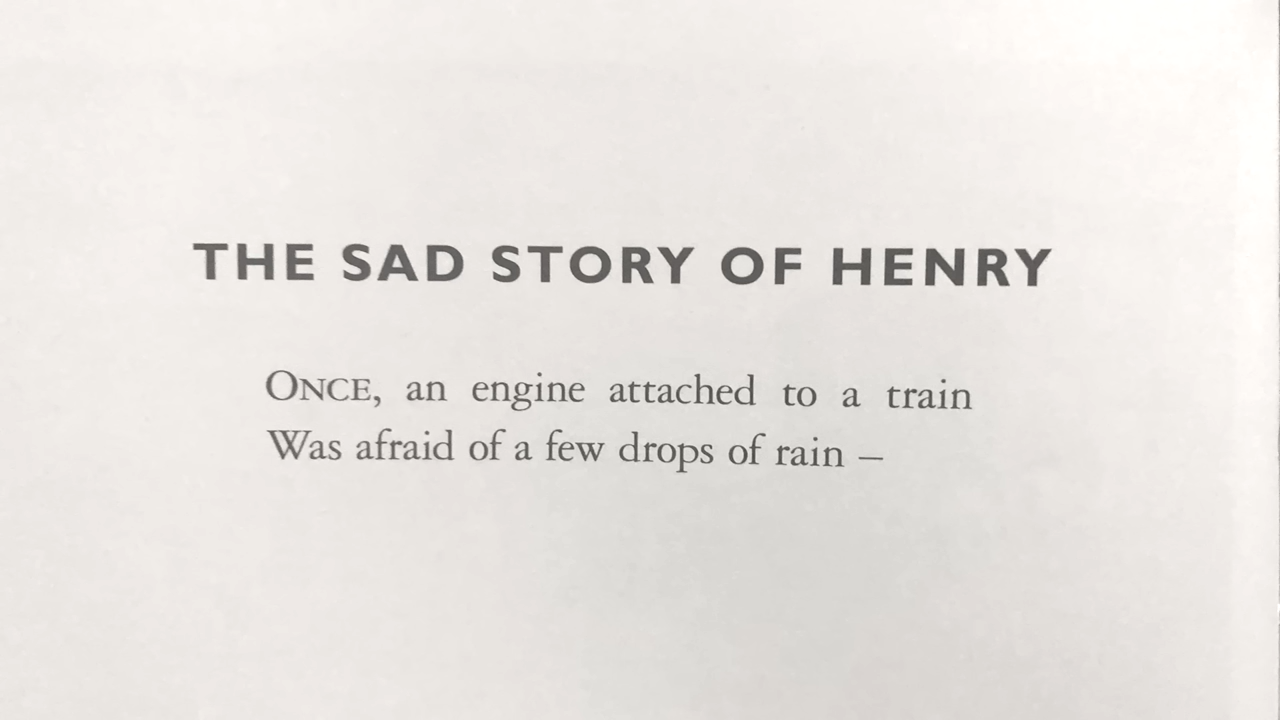 THE SAD STORY OF HENRY
ONCE, an engine attached to a train
Was afraid of a few drops of rain –